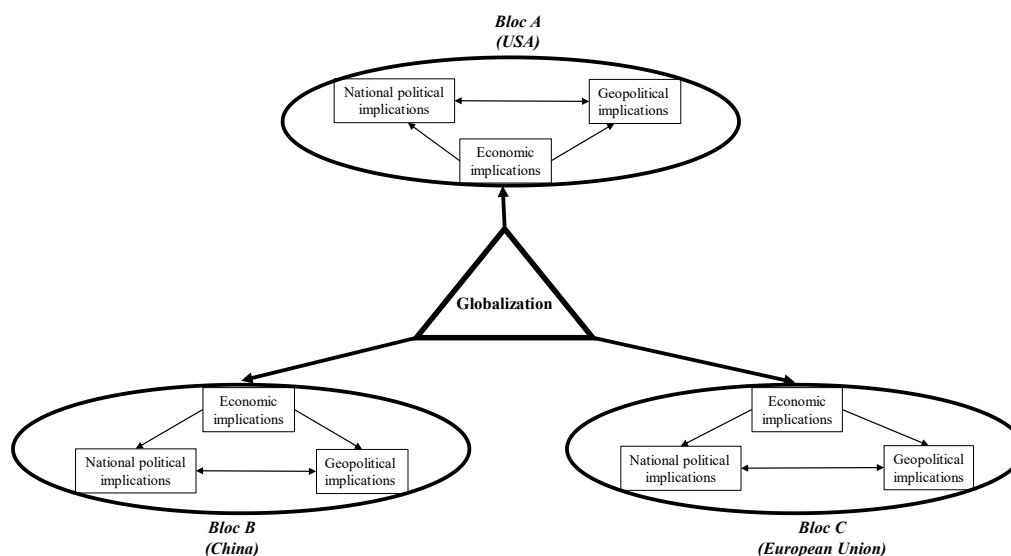 Bloc A
(USA)
National political
implications
Geopolitical
implications
Economic
implications
Globalization
Economic
implications
National political
implications
Geopolitical
implications
Bloc B
(China)
Economic
implications
National political
implications
Geopolitical
implications
Bloc C
(European Union)